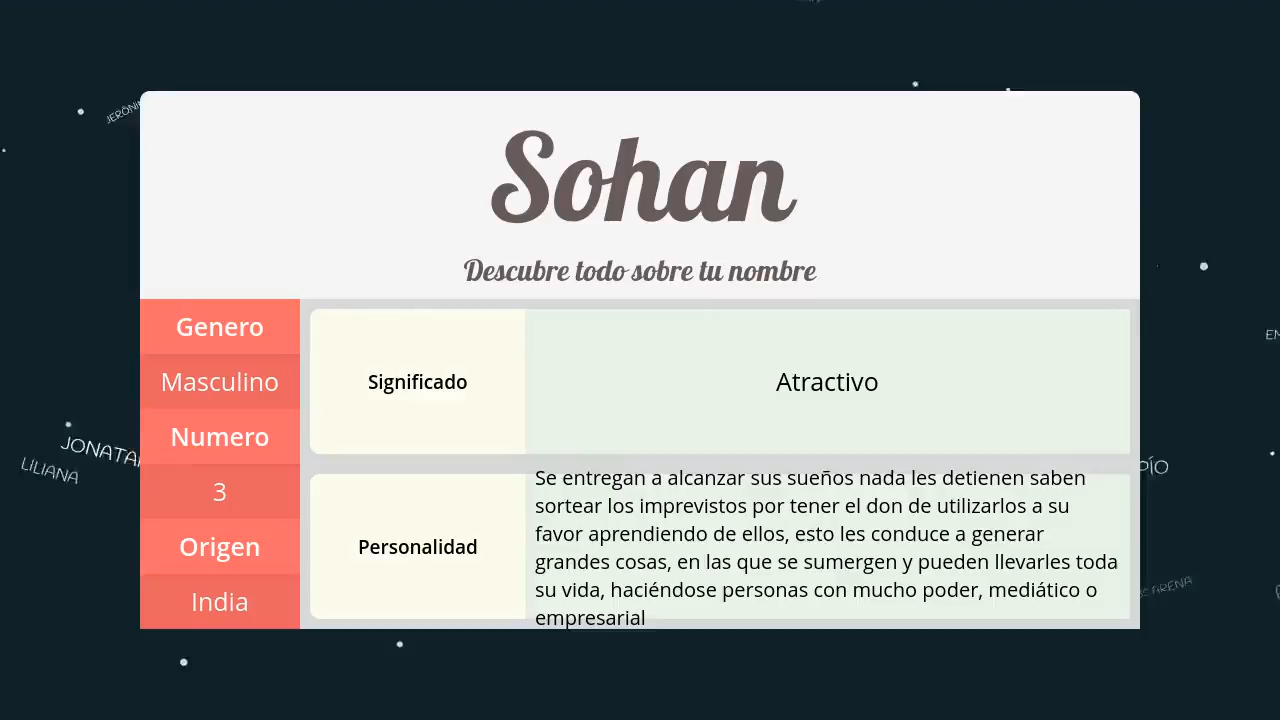 Sohan
Descubre todo sobre tu nombre
Genero
Masculino
Numero
3
Origen
India
Significado
Atractivo
Personalidad
Se entregan a alcanzar sus sueños nada les detienen saben
sortear los imprevistos por tener el don de utilizarlos a su
favor aprendiendo de ellos, esto les conduce a generar
grandes cosas, en las que se sumergen y pueden llevarles toda
su vida, haciéndose personas con mucho poder, mediático o
empresarial
LILIANA